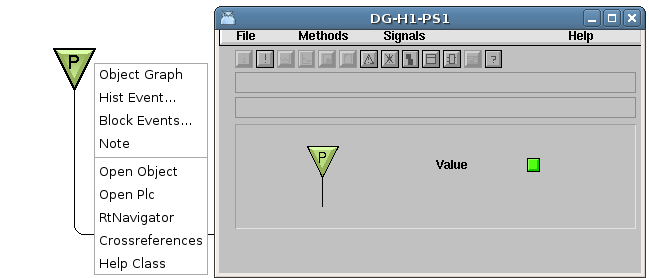 P
Object Graph
Hist Event...
Block Events...
Note
Open Object
Open Plc
RtNavigator
Crossreferences
Help Class
DG-H1-PS1
File Methods Signals Help
! ?
P Value